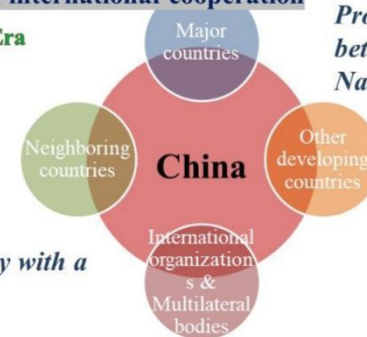 international cooperation
Era
Major
countries
Pro
bet
Na
Neighboring
countries
China
Other
developing
countries
International
organization
s &
Multilateral
bodies
y with a